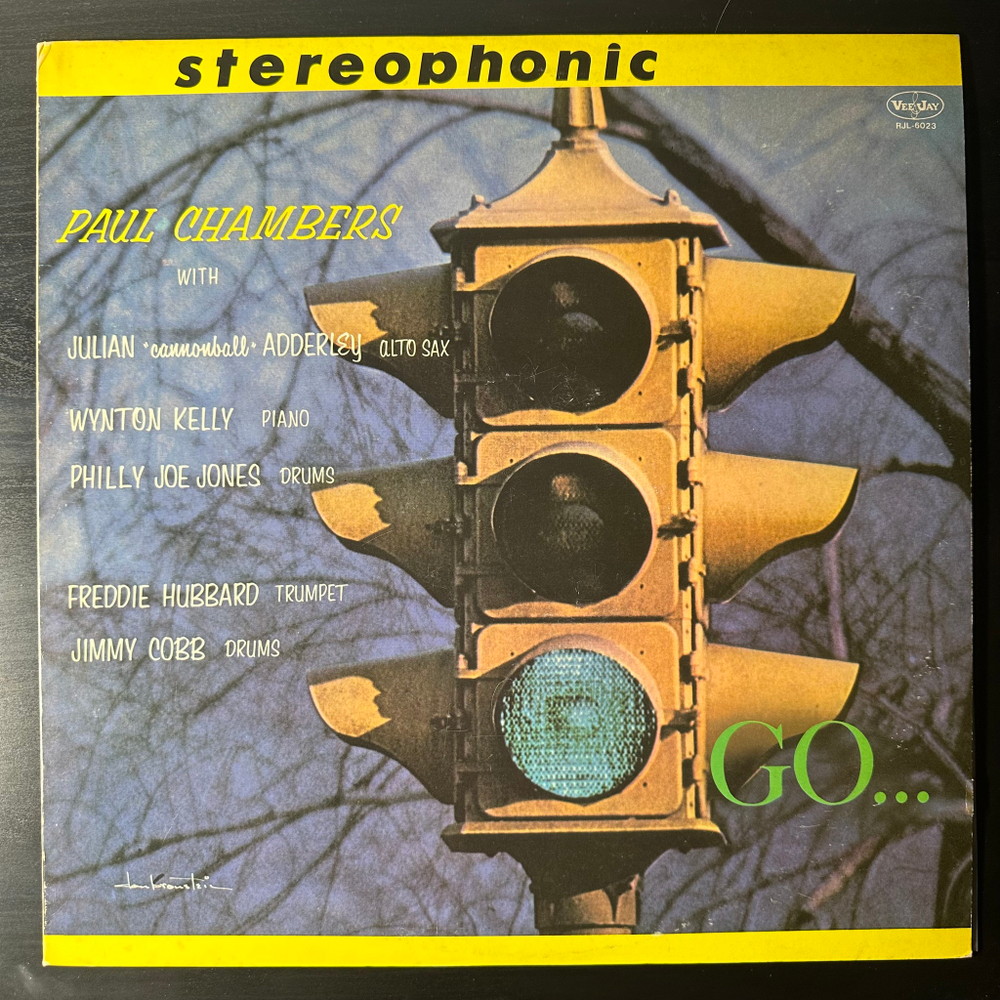 stereophonic
VEE JAY
RJL-6023
PAUL CHAMBERS
WITH
JULIAN "cannonball" ADDERLEY ALTO SAX
WYNTON KELLY PIANO
PHILLY JOE JONES DRUMS
FREDDIE HUBBARD TRUMPET
JIMMY COBB DRUMS
GO...